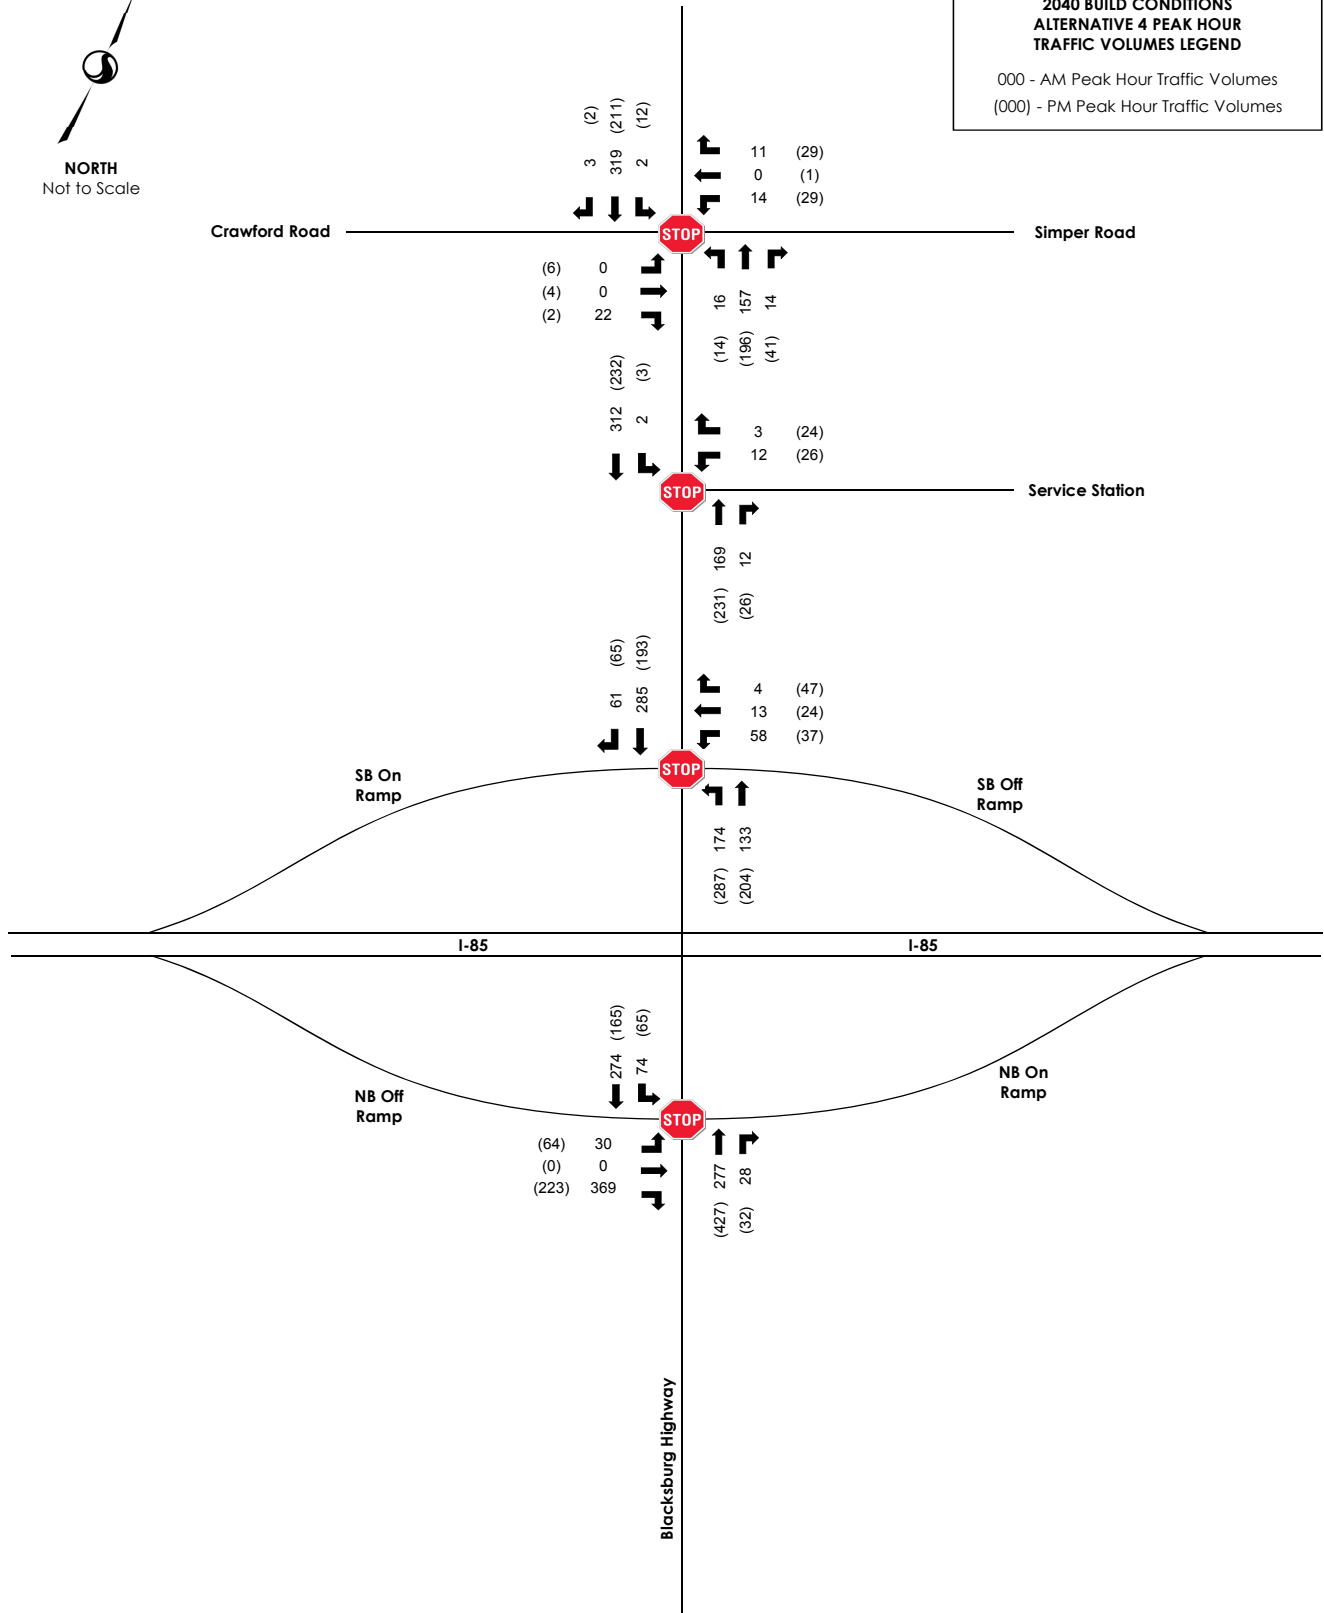 2040 BUILD CONDITIONS
ALTERNATIVE 4 PEAK HOUR
TRAFFIC VOLUMES LEGEND
000 - AM Peak Hour Traffic Volumes
(000) - PM Peak Hour Traffic Volumes
NORTH
Not to Scale
(2) (211) (12)
3 319 2
11 (29)
0 (1)
14 (29)
Crawford Road
STOP
Simper Road
(6) 0
(4) 0
(2) 22
16 157 14
(14) (196) (41)
(232) (3)
312 2
3 (24)
12 (26)
STOP
Service Station
169 12
(231) (26)
(65) (193)
61 285
4 (47)
13 (24)
58 (37)
STOP
SB On
Ramp
SB Off
Ramp
174 133
(287) (204)
I-85
I-85
(165) (65)
274 74
NB Off
Ramp
NB On
Ramp
STOP
(64) 30
(0) 0
(223) 369
277 28
(427) (32)
Blacksburg Highway